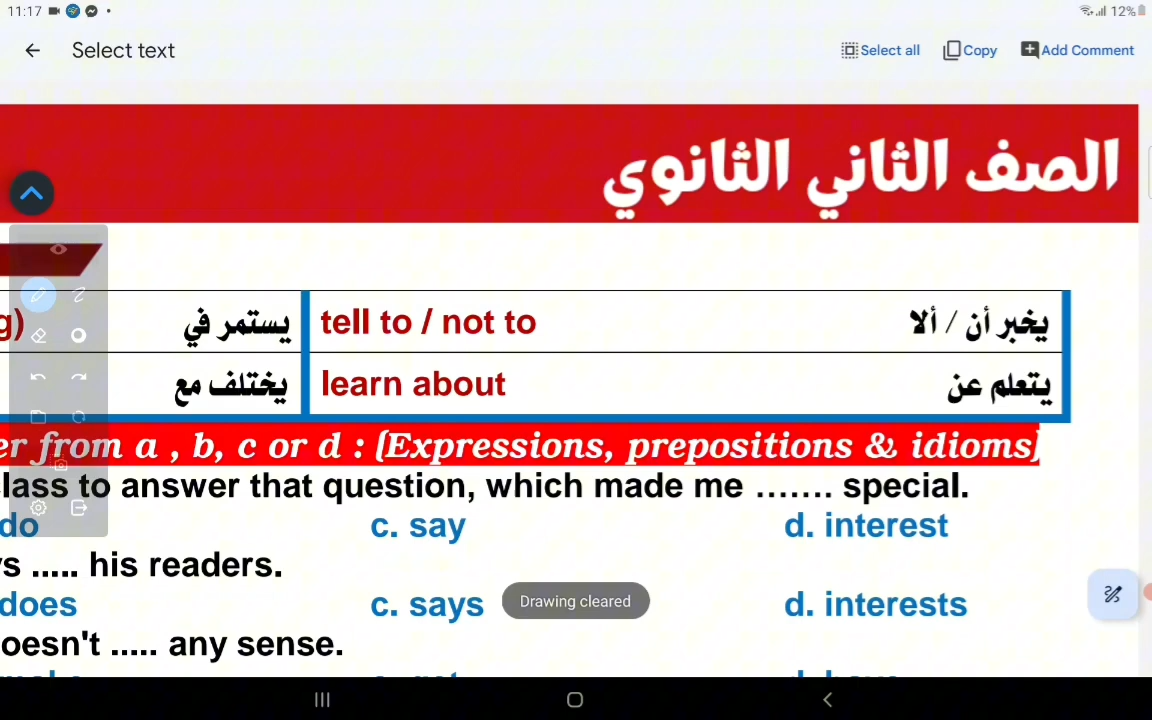 11:17
12%
Select text
Select all
Copy
Add Comment
الصف الثاني الثانوي
يستمر في
tell to / not to
يخبر أن / ألا
يختلف مع
learn about
يتعلم عن
from a , b, c or d : [Expressions, prepositions & idioms]
to answer that question, which made me ....... special.
do
c. say
d. interest
..... his readers.
does
c. says
d. interests
Drawing cleared
oesn't ..... any sense.